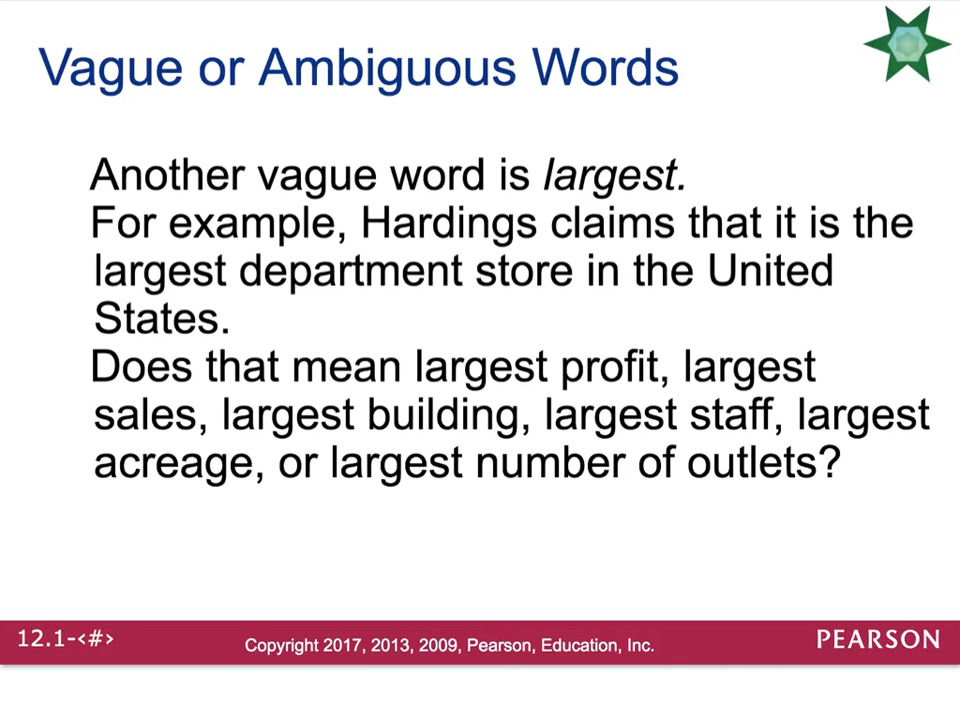 Vague or Ambiguous Words
Another vague word is largest.
For example, Hardings claims that it is the
largest department store in the United
States.
Does that mean largest profit, largest
sales, largest building, largest staff, largest
acreage, or largest number of outlets?
12.1-‹#›
Copyright 2017, 2013, 2009, Pearson, Education, Inc.
PEARSON